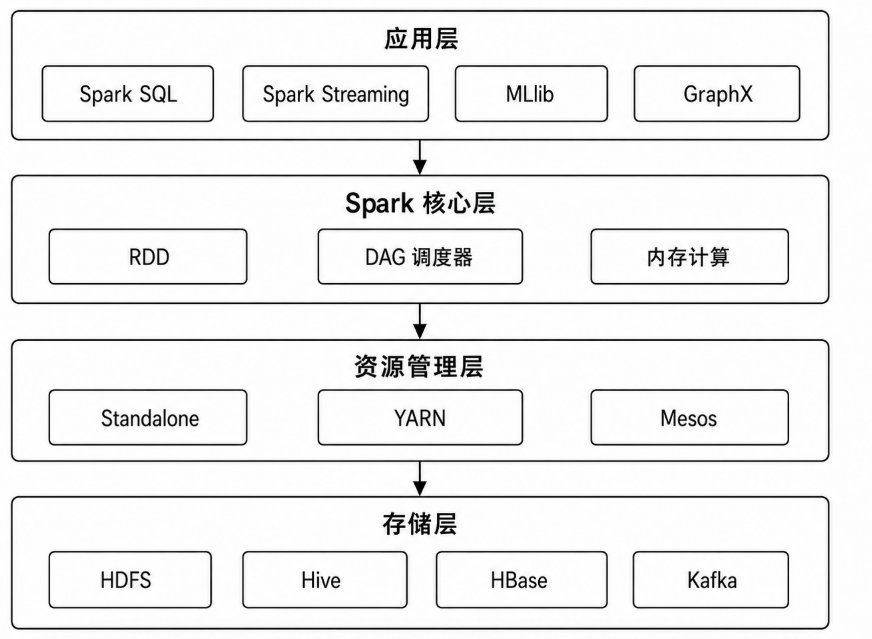 应用层
Spark SQL
Spark Streaming
MLlib
GraphX
Spark 核心层
RDD
DAG 调度器
内存计算
资源管理层
Standalone
YARN
Mesos
存储层
HDFS
Hive
HBase
Kafka